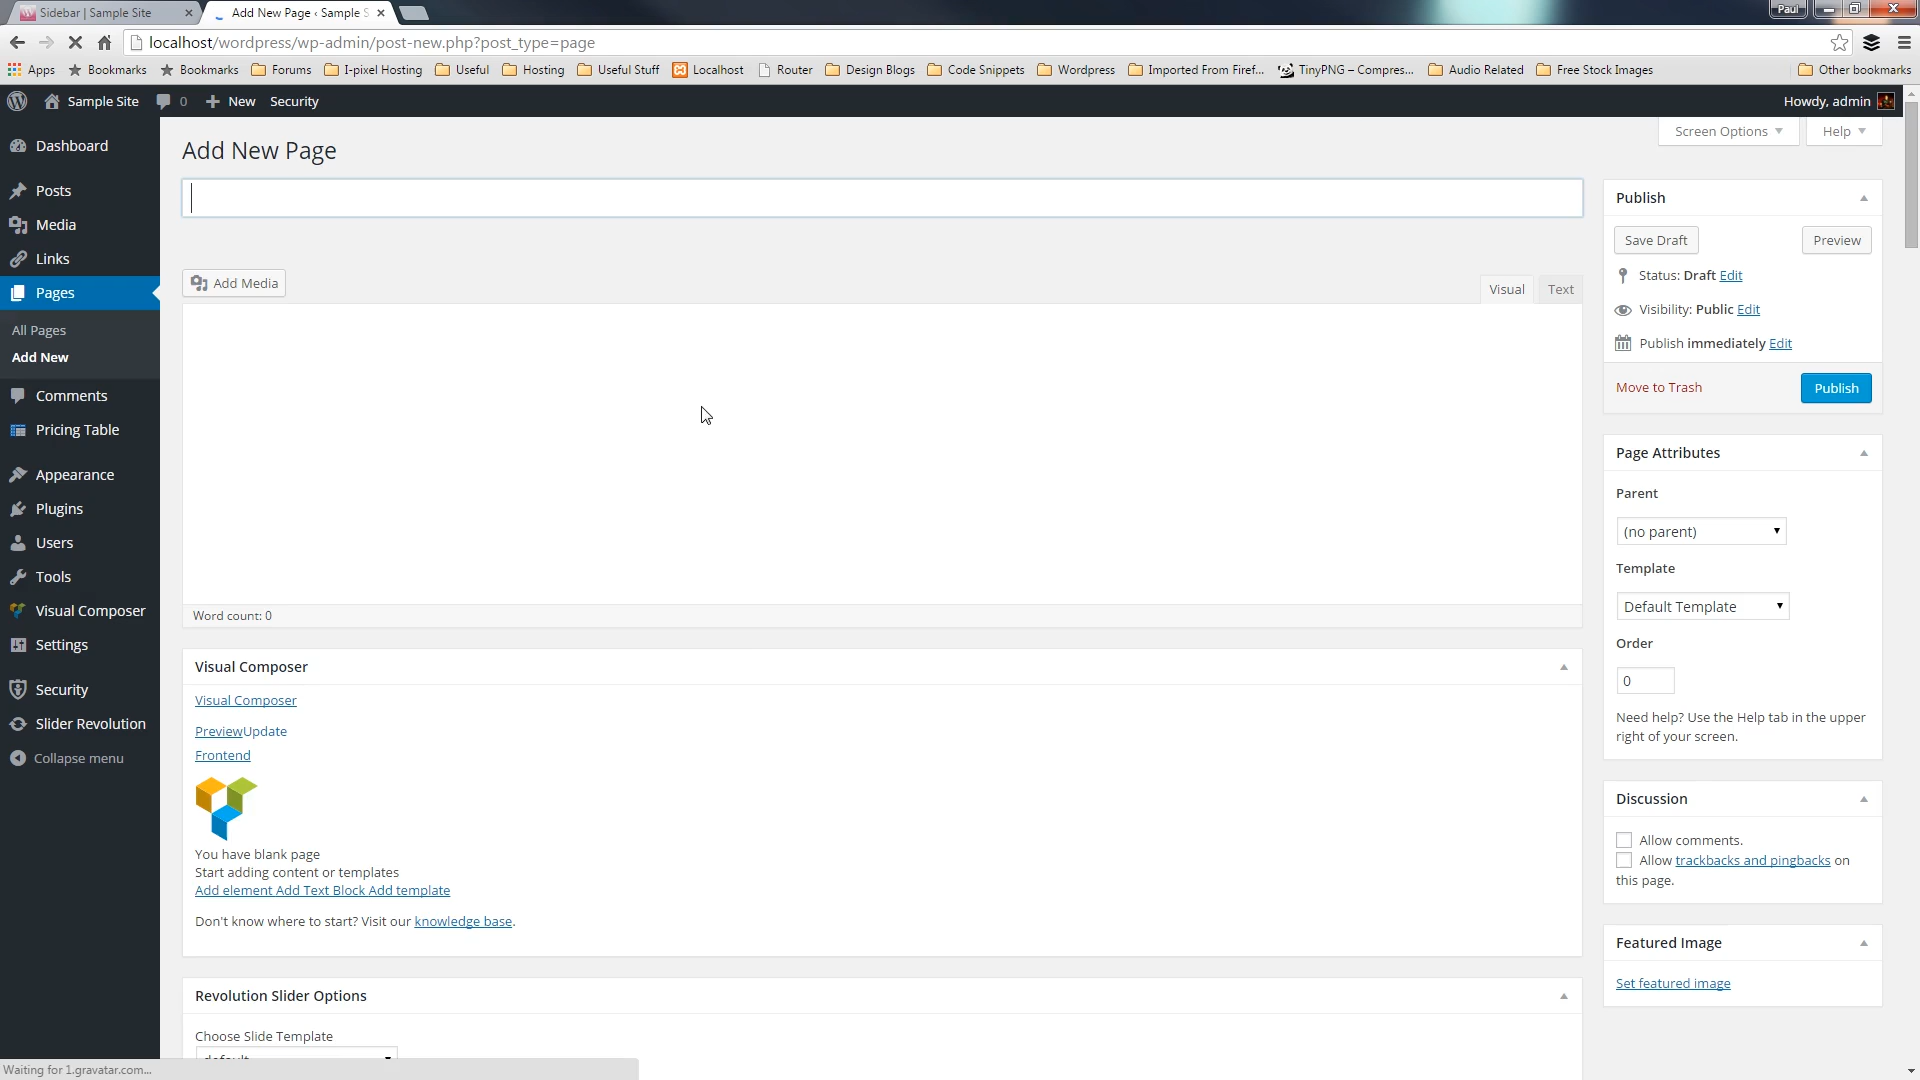 Sidebar | Sample Site
Add New Page ‹ Sample S
Paul
localhost/wordpress/wp-admin/post-new.php?post_type=page
Apps
Bookmarks
Bookmarks
Forums
I-pixel Hosting
Useful
Hosting
Useful Stuff
Localhost
Router
Design Blogs
Code Snippets
Wordpress
Imported From Firef...
TinyPNG – Compres...
Audio Related
Free Stock Images
Other bookmarks
Sample Site
0
New
Security
Howdy, admin
Screen Options
Help
Dashboard
Posts
Media
Links
Pages
All Pages
Add New
Comments
Pricing Table
Appearance
Plugins
Users
Tools
Visual Composer
Settings
Security
Slider Revolution
Collapse menu
Add New Page
Add Media
Visual
Text
Word count: 0
Visual Composer
Visual Composer
PreviewUpdate
Frontend
You have blank page
Start adding content or templates
Add element Add Text Block Add template
Don't know where to start? Visit our knowledge base.
Revolution Slider Options
Choose Slide Template
default
Publish
Save Draft
Preview
Status: Draft Edit
Visibility: Public Edit
Publish immediately Edit
Move to Trash
Publish
Page Attributes
Parent
(no parent)
Template
Default Template
Order
0
Need help? Use the Help tab in the upper
right of your screen.
Discussion
Allow comments.
Allow trackbacks and pingbacks on
this page.
Featured Image
Set featured image
Waiting for 1.gravatar.com...